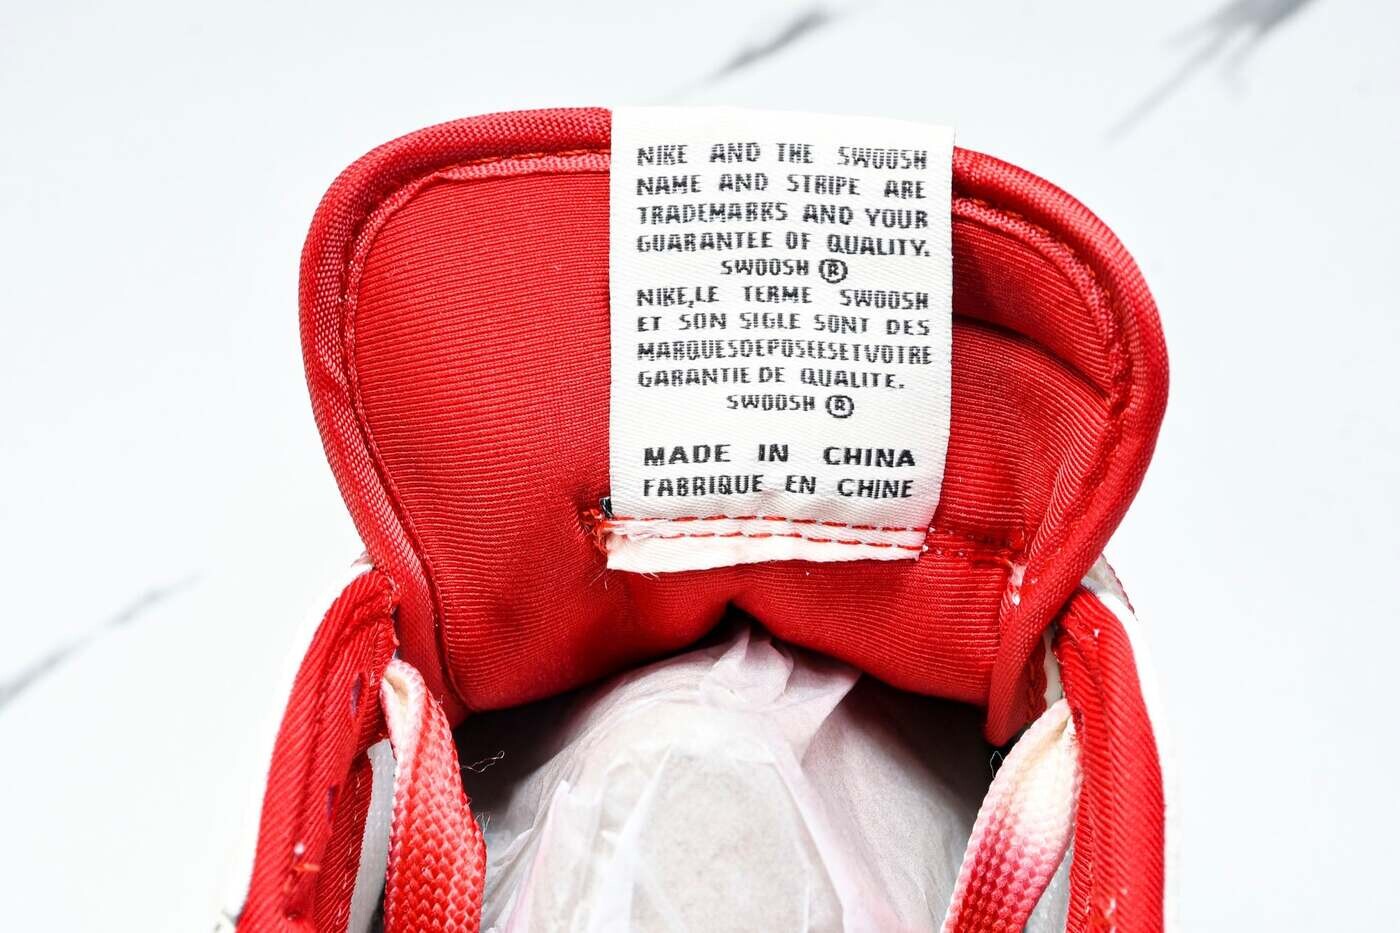 NIKE AND THE SWOOSH
NAME AND STRIPE ARE
TRADEMARKS AND YOUR
GUARANTEE OF QUALITY.
SWOOSH ®
NIKE,LE TERME SWOOSH
ET SON SIGLE SONT DES
MARQUESDEPOSEESETVOTRE
GARANTIE DE QUALITE.
SWOOSH ®
MADE IN CHINA
FABRIQUE EN CHINE